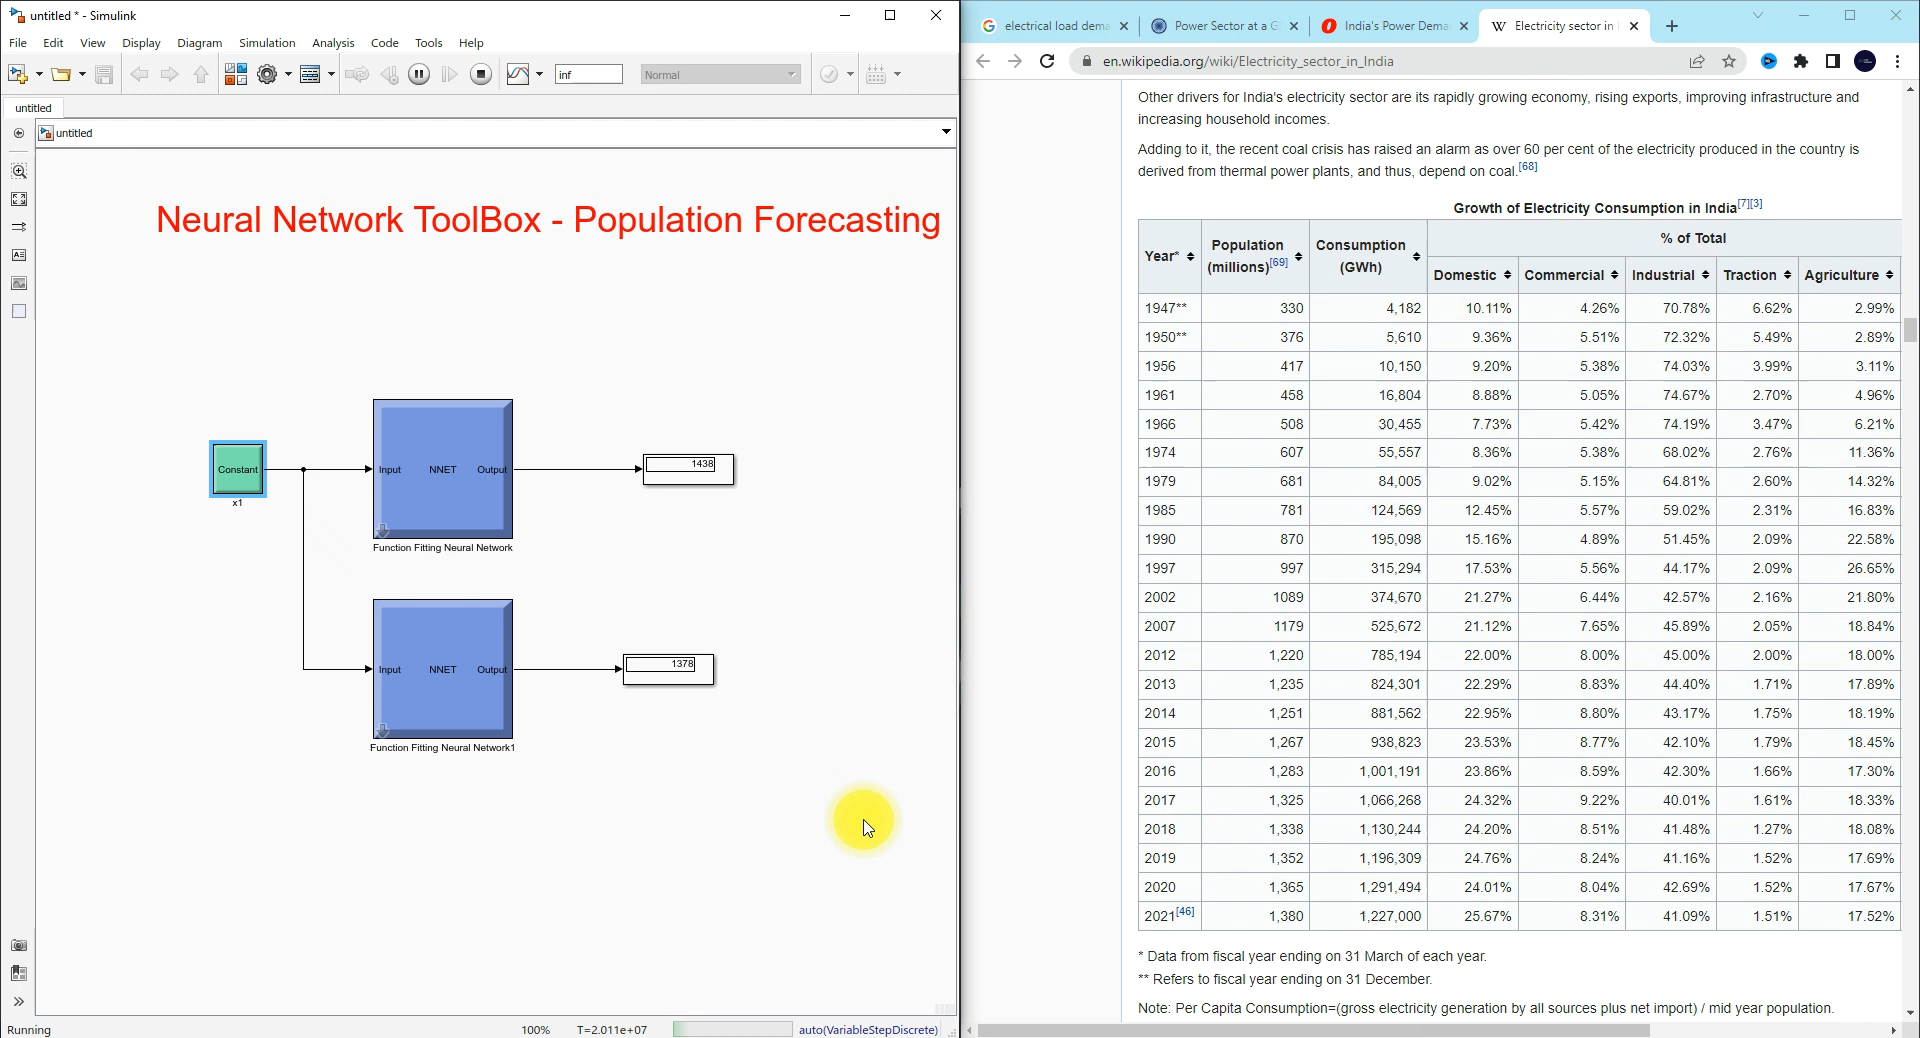 untitled * - Simulink
File Edit View Display Diagram Simulation Analysis Code Tools Help
inf Normal
untitled
untitled
Neural Network ToolBox - Population Forecasting
Constant
x1
Input NNET Output
Function Fitting Neural Network
1438
Input NNET Output
Function Fitting Neural Network1
1378
Running 100% T=2.011e+07 auto(VariableStepDiscrete)
electrical load dema
Power Sector at a G
India's Power Dema
Electricity sector in
en.wikipedia.org/wiki/Electricity_sector_in_India
Other drivers for India's electricity sector are its rapidly growing economy, rising exports, improving infrastructure and
increasing household incomes.
Adding to it, the recent coal crisis has raised an alarm as over 60 per cent of the electricity produced in the country is
derived from thermal power plants, and thus, depend on coal.[68]
Growth of Electricity Consumption in India[7][3]
Year* Population (millions)[69] Consumption (GWh) % of Total
Domestic Commercial Industrial Traction Agriculture
1947** 330 4,182 10.11% 4.26% 70.78% 6.62% 2.99%
1950** 376 5,610 9.36% 5.51% 72.32% 5.49% 2.89%
1956 417 10,150 9.20% 5.38% 74.03% 3.99% 3.11%
1961 458 16,804 8.88% 5.05% 74.67% 2.70% 4.96%
1966 508 30,455 7.73% 5.42% 74.19% 3.47% 6.21%
1974 607 55,557 8.36% 5.38% 68.02% 2.76% 11.36%
1979 681 84,005 9.02% 5.15% 64.81% 2.60% 14.32%
1985 781 124,569 12.45% 5.57% 59.02% 2.31% 16.83%
1990 870 195,098 15.16% 4.89% 51.45% 2.09% 22.58%
1997 997 315,294 17.53% 5.56% 44.17% 2.09% 26.65%
2002 1089 374,670 21.27% 6.44% 42.57% 2.16% 21.80%
2007 1179 525,672 21.12% 7.65% 45.89% 2.05% 18.84%
2012 1,220 785,194 22.00% 8.00% 45.00% 2.00% 18.00%
2013 1,235 824,301 22.29% 8.83% 44.40% 1.71% 17.89%
2014 1,251 881,562 22.95% 8.80% 43.17% 1.75% 18.19%
2015 1,267 938,823 23.53% 8.77% 42.10% 1.79% 18.45%
2016 1,283 1,001,191 23.86% 8.59% 42.30% 1.66% 17.30%
2017 1,325 1,066,268 24.32% 9.22% 40.01% 1.61% 18.33%
2018 1,338 1,130,244 24.20% 8.51% 41.48% 1.27% 18.08%
2019 1,352 1,196,309 24.76% 8.24% 41.16% 1.52% 17.69%
2020 1,365 1,291,494 24.01% 8.04% 42.69% 1.52% 17.67%
2021[46] 1,380 1,227,000 25.67% 8.31% 41.09% 1.51% 17.52%
* Data from fiscal year ending on 31 March of each year.
** Refers to fiscal year ending on 31 December.
Note: Per Capita Consumption=(gross electricity generation by all sources plus net import) / mid year population.